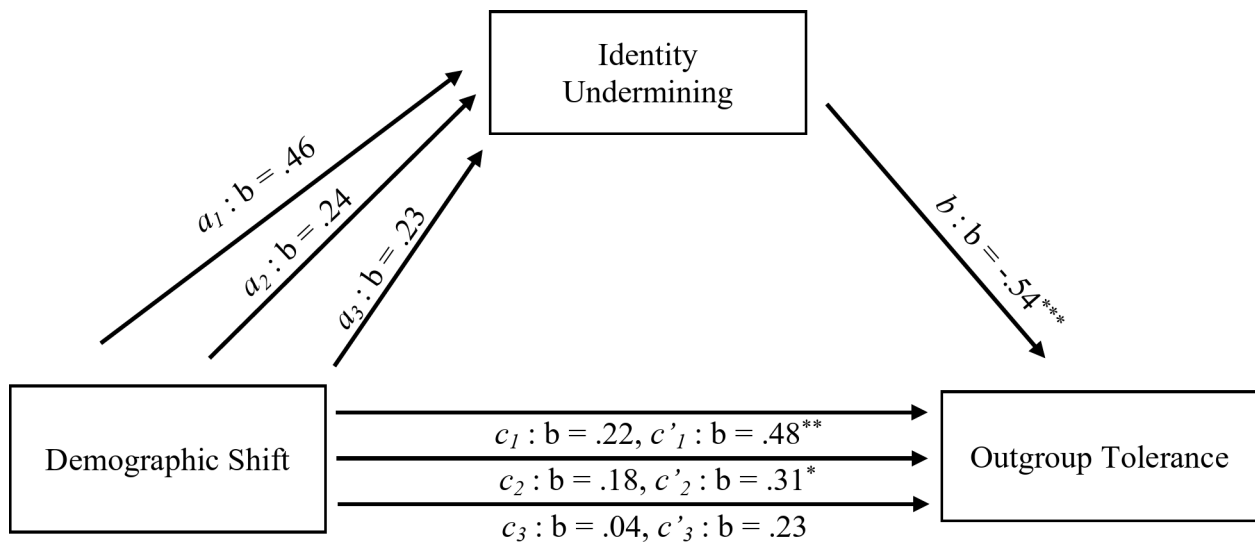 Identity
Undermining
a₁ : b = .46
a₂ : b = .24
a₃ : b = .23
b : b = -.54***
Demographic Shift
c₁ : b = .22, c’₁ : b = .48**
c₂ : b = .18, c’₂ : b = .31*
c₃ : b = .04, c’₃ : b = .23
Outgroup Tolerance